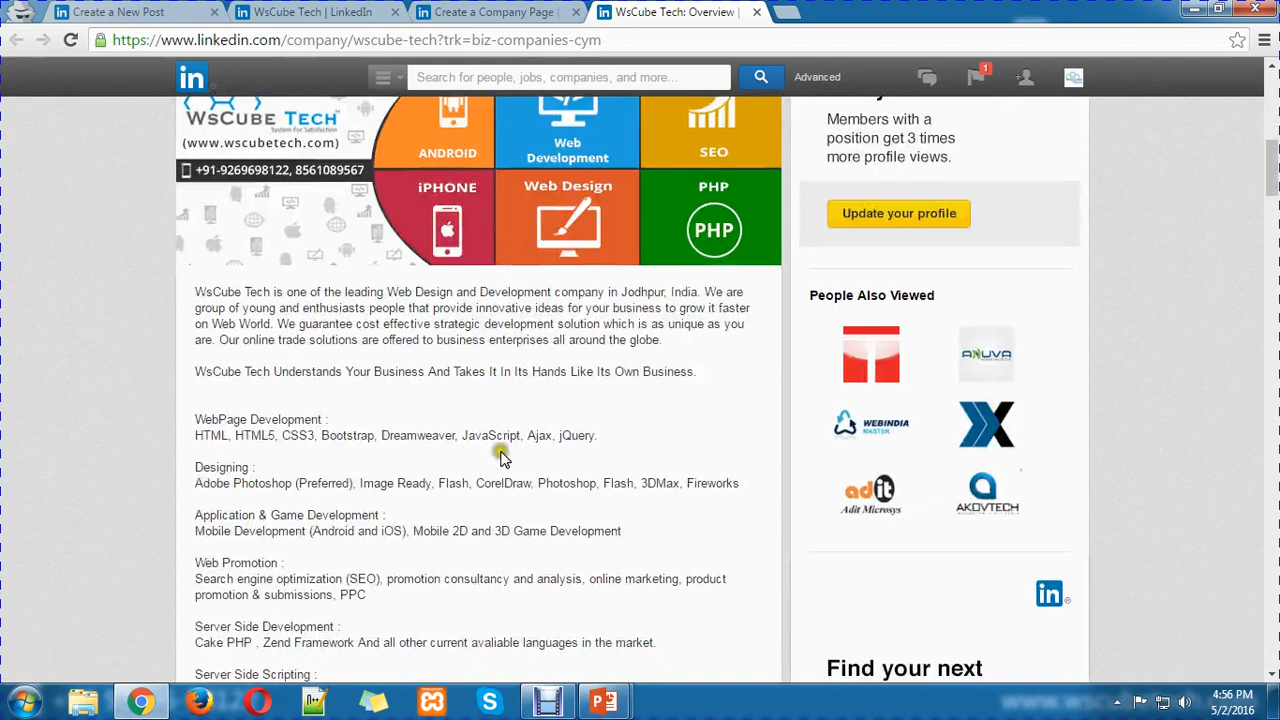 Create a New Post
WsCube Tech | LinkedIn
Create a Company Page |
WsCube Tech: Overview |
https://www.linkedin.com/company/wscube-tech?trk=biz-companies-cym
in
Search for people, jobs, companies, and more...
Advanced
1
WsCube Tech
System For Satisfaction
(www.wscubetech.com)
+91-9269698122, 8561089567
ANDROID
Web
Development
SEO
iPHONE
Web Design
PHP
PHP
WsCube Tech is one of the leading Web Design and Development company in Jodhpur, India. We are
group of young and enthusiasts people that provide innovative ideas for your business to grow it faster
on Web World. We guarantee cost effective strategic development solution which is as unique as you
are. Our online trade solutions are offered to business enterprises all around the globe.
WsCube Tech Understands Your Business And Takes It In Its Hands Like Its Own Business.
WebPage Development :
HTML, HTML5, CSS3, Bootstrap, Dreamweaver, JavaScript, Ajax, jQuery.
Designing :
Adobe Photoshop (Preferred), Image Ready, Flash, CorelDraw, Photoshop, Flash, 3DMax, Fireworks
Application & Game Development :
Mobile Development (Android and iOS), Mobile 2D and 3D Game Development
Web Promotion :
Search engine optimization (SEO), promotion consultancy and analysis, online marketing, product
promotion & submissions, PPC
Server Side Development :
Cake PHP , Zend Framework And all other current avaliable languages in the market.
Server Side Scripting :
Members with a
position get 3 times
more profile views.
Update your profile
People Also Viewed
ANUVA
WEBINDIA
MASTER
adit
Adit Microsys
AKOVTECH
in
Find your next
4:56 PM
5/2/2016